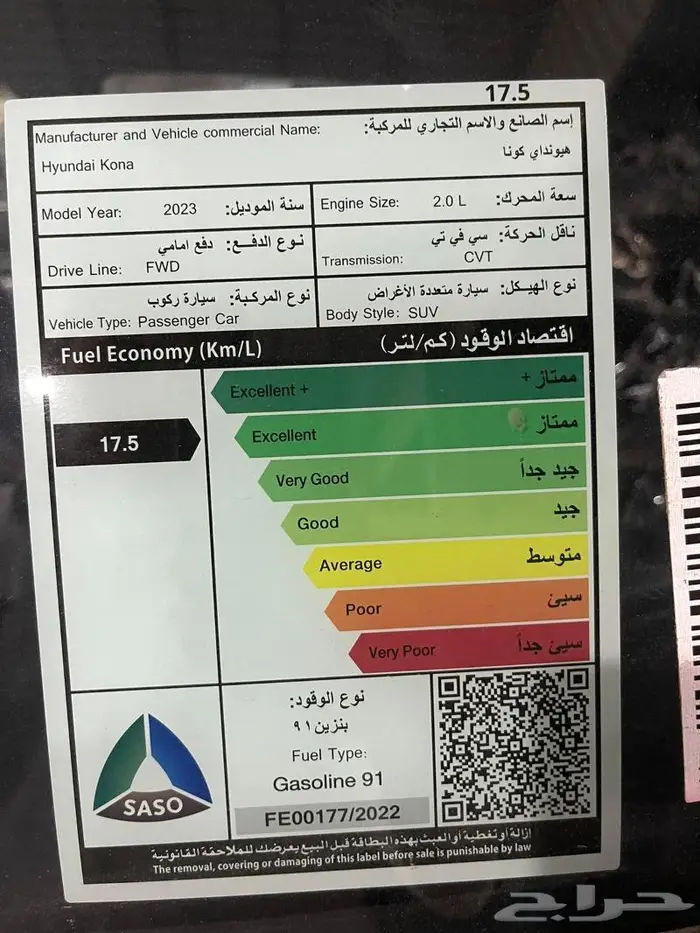 17.5
Manufacturer and Vehicle commercial Name: إسم الصانع والاسم التجاري للمركبة:
Hyundai Kona هيونداي كونا
Model Year: 2023 سنة الموديل: Engine Size: 2.0 L سعة المحرك:
نوع الدفـع: دفع امامي ناقل الحركة: سي في تي
Drive Line: FWD Transmission: CVT
نوع المركبة: سيارة ركوب نوع الهيكل: سيارة متعددة الأغراض
Vehicle Type: Passenger Car Body Style: SUV
Fuel Economy (Km/L) اقتصاد الوقود (كم/لتر)
Excellent + ممتاز +
17.5 Excellent ممتاز
Very Good جيد جداً
Good جيد
Average متوسط
Poor سيئ
Very Poor سيئ جداً
نوع الوقود:
بنزين ٩١
Fuel Type:
Gasoline 91
SASO
FE00177/2022
إزالة أو تغطية أو العبث بهذه البطاقة قبل البيع يعرضك للملاحقة القانونية
The removal, covering or damaging of this label before sale is punishable by law
حراج